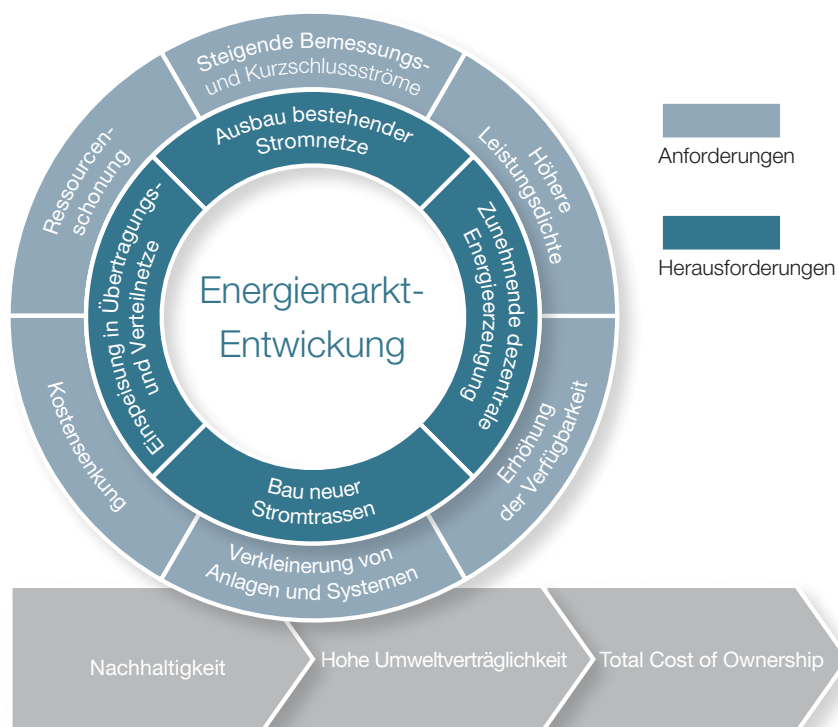 Steigende Bemessungs-
und Kurzschlussströme
Höhere
Leistungsdichte
Erhöhung
der Verfügbarkeit
Verkleinerung von
Anlagen und Systemen
Kostensenkung
Ressourcen-
schonung
Ausbau bestehender
Stromnetze
Zunehmende dezentrale
Energieerzeugung
Bau neuer
Stromtrassen
Einspeisung in Übertragungs-
und Verteilnetze
Energiemarkt-
Entwickung
Anforderungen
Herausforderungen
Nachhaltigkeit
Hohe Umweltverträglichkeit
Total Cost of Ownership